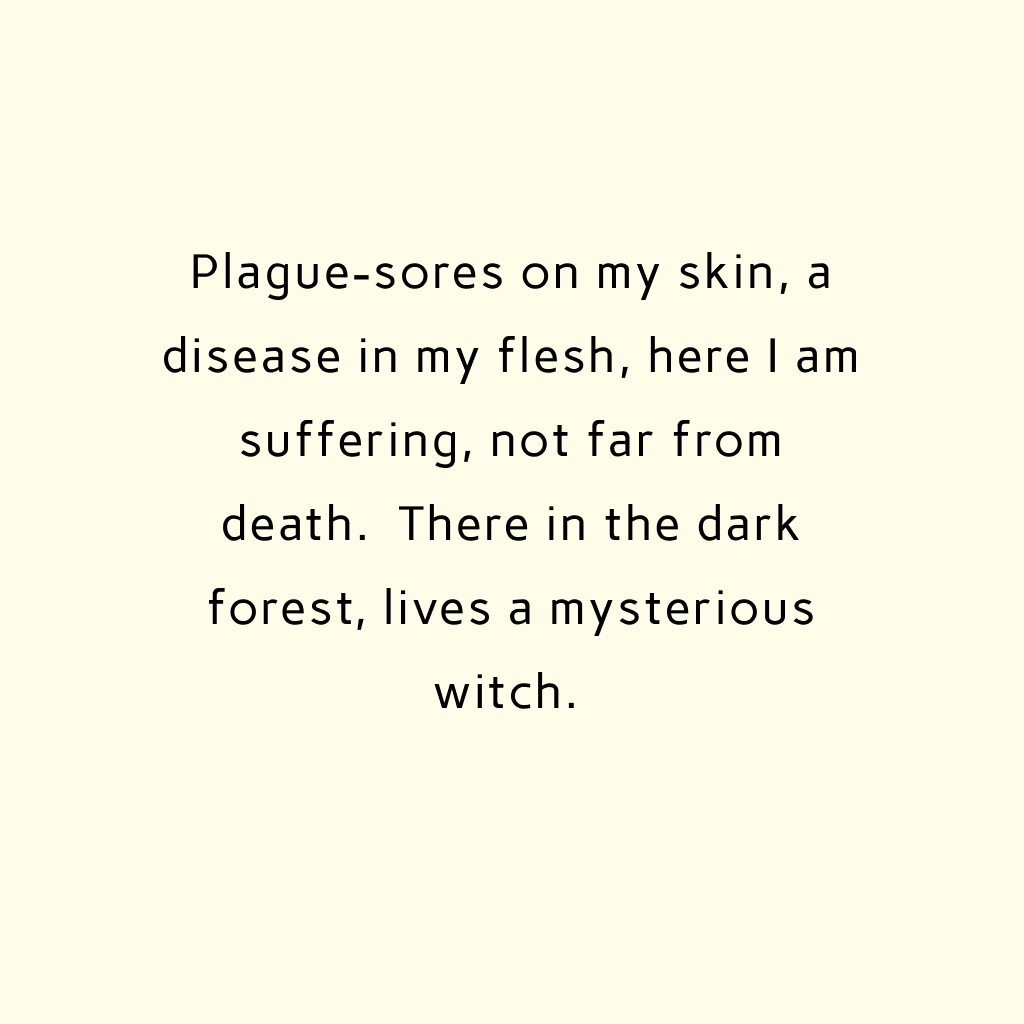 Plague-sores on my skin, a
disease in my flesh, here I am
suffering, not far from
death.  There in the dark
forest, lives a mysterious
witch.